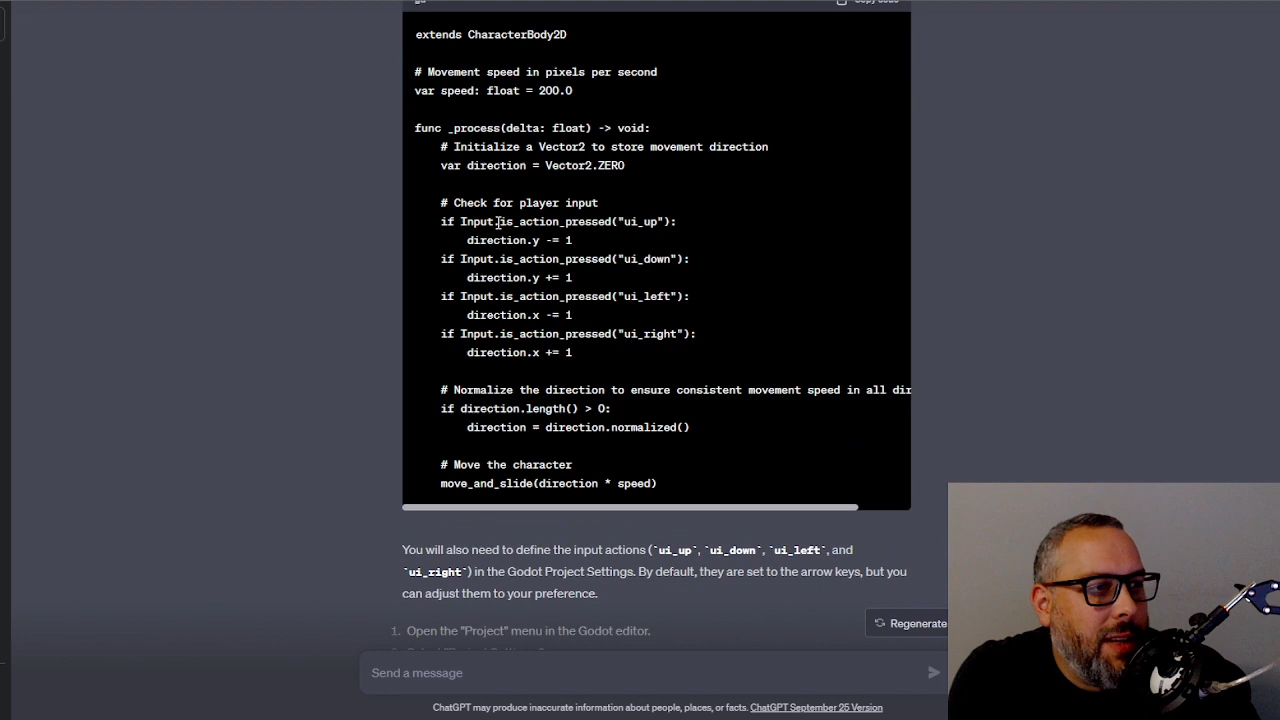 extends CharacterBody2D
# Movement speed in pixels per second
var speed: float = 200.0
func _process(delta: float) -> void:
# Initialize a Vector2 to store movement direction
var direction = Vector2.ZERO
# Check for player input
if Input.is_action_pressed("ui_up"):
direction.y -= 1
if Input.is_action_pressed("ui_down"):
direction.y += 1
if Input.is_action_pressed("ui_left"):
direction.x -= 1
if Input.is_action_pressed("ui_right"):
direction.x += 1
# Normalize the direction to ensure consistent movement speed in all dir
if direction.length() > 0:
direction = direction.normalized()
# Move the character
move_and_slide(direction * speed)
You will also need to define the input actions (`ui_up`, `ui_down`, `ui_left`, and
`ui_right`) in the Godot Project Settings. By default, they are set to the arrow keys, but you
can adjust them to your preference.
Regenerate
1. Open the "Project" menu in the Godot editor.
Send a message
ChatGPT may produce inaccurate information about people, places, or facts. ChatGPT September 25 Version